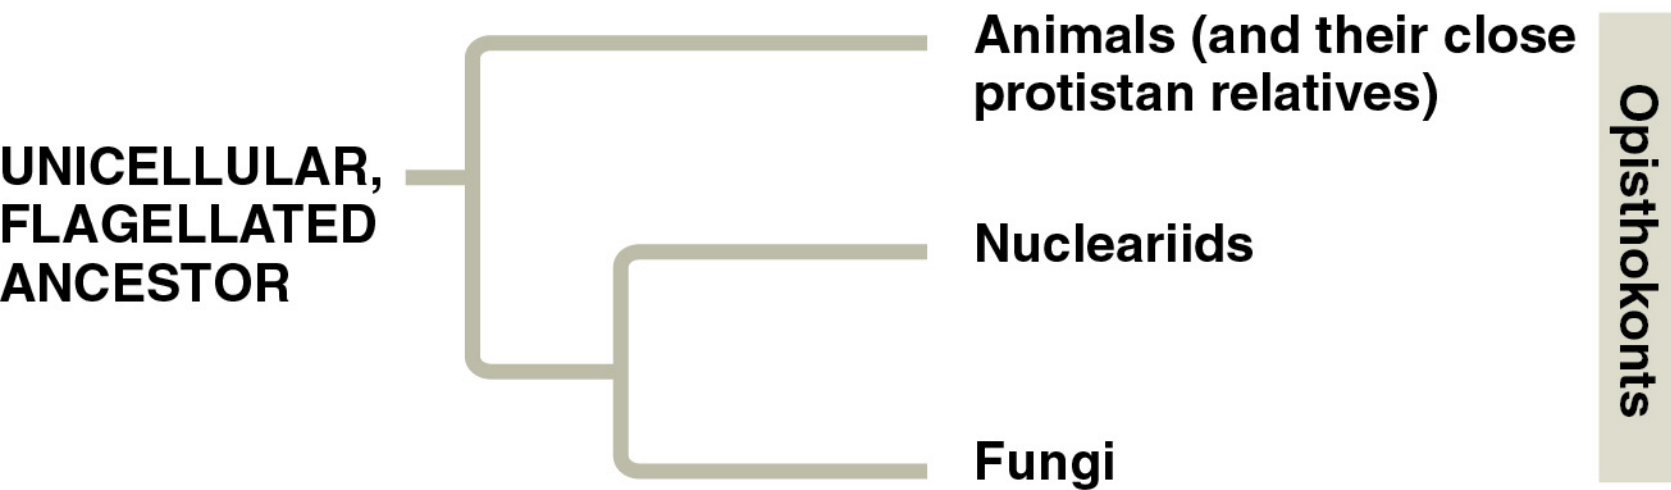 Animals (and their close
protistan relatives)
UNICELLULAR,
FLAGELLATED
ANCESTOR
Nucleariids
Fungi
Opisthokonts